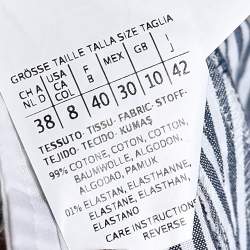 GRÖSSE TAILLE TALLA SIZE TAGLIA
CH A NL D
USA CA COL
F B
MEX
GB
J
38 8 40 30 10 42
TESSUTO-TISSU-FABRIC-STOFF-
TEJIDO-TECIDO-KUMAŞ
99% COTONE, COTON, COTTON,
BAUMWOLLE, ALGODON,
ALGODAO, PAMUK
01% ELASTAN, ELASTHANNE,
ELASTANE, ELASTHAN,
ELASTANO
CARE INSTRUCTIONS
REVERSE